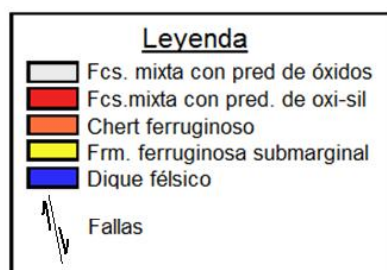 Leyenda
Fcs. mixta con pred de óxidos
Fcs.mixta con pred. de oxi-sil
Chert ferruginoso
Frm. ferruginosa submarginal
Dique félsico
Fallas